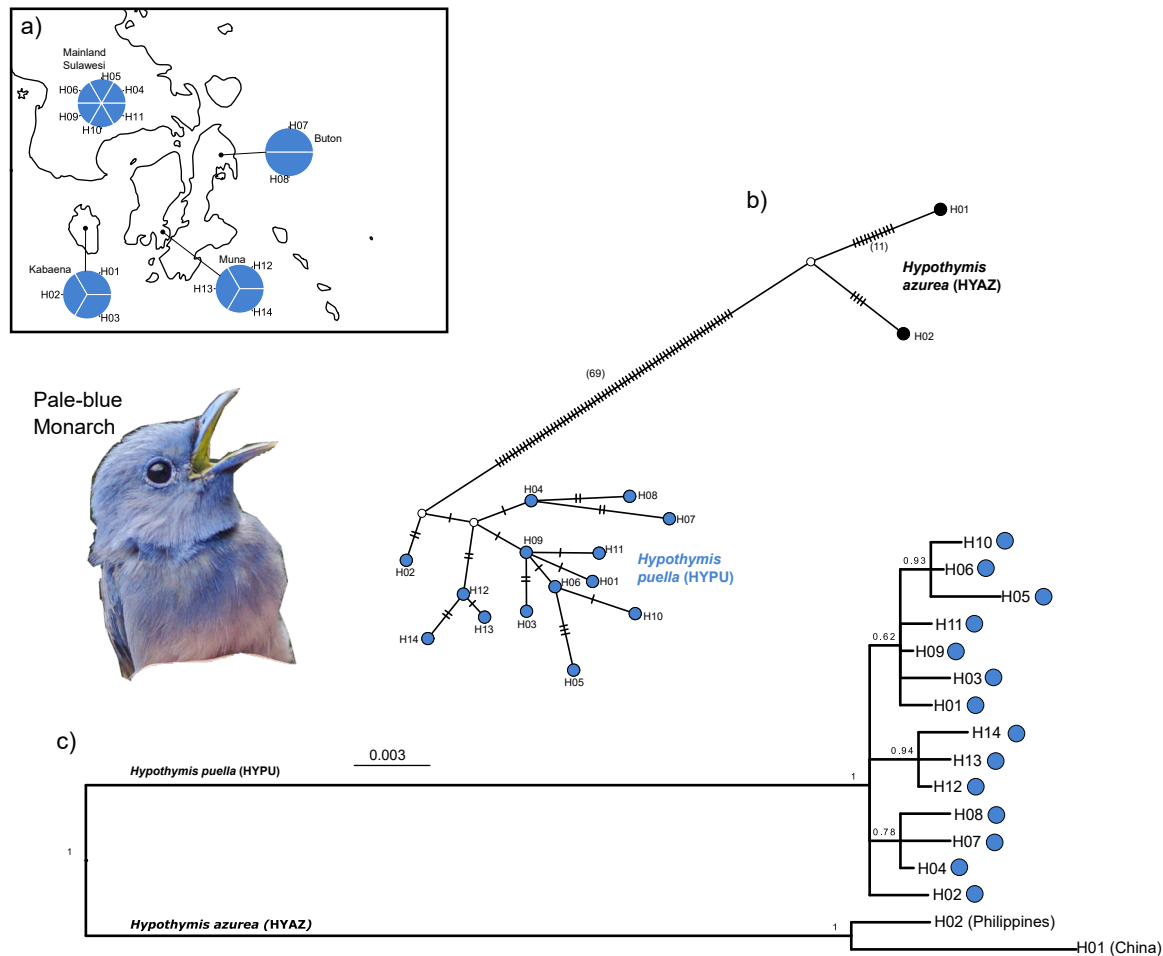 a)
Mainland
Sulawesi
H05
H06
H04
H09
H11
H10
H07
Buton
H08
Kabaena
H01
H02
H03
Muna
H12
H13
H14
b)
H01
(11)
Hypothymis
azurea (HYAZ)
H02
(69)
Pale-blue
Monarch
H04
H08
H07
H02
H09
H11
H06
H01
Hypothymis
puella (HYPU)
H12
H13
H03
H10
H14
H05
c)
0.003
Hypothymis puella (HYPU)
1
1
0.93
H10
H06
H05
0.62
H11
H09
H03
H01
0.94
H14
H13
H12
0.78
H08
H07
H04
H02
Hypothymis azurea (HYAZ)
1
H02 (Philippines)
H01 (China)